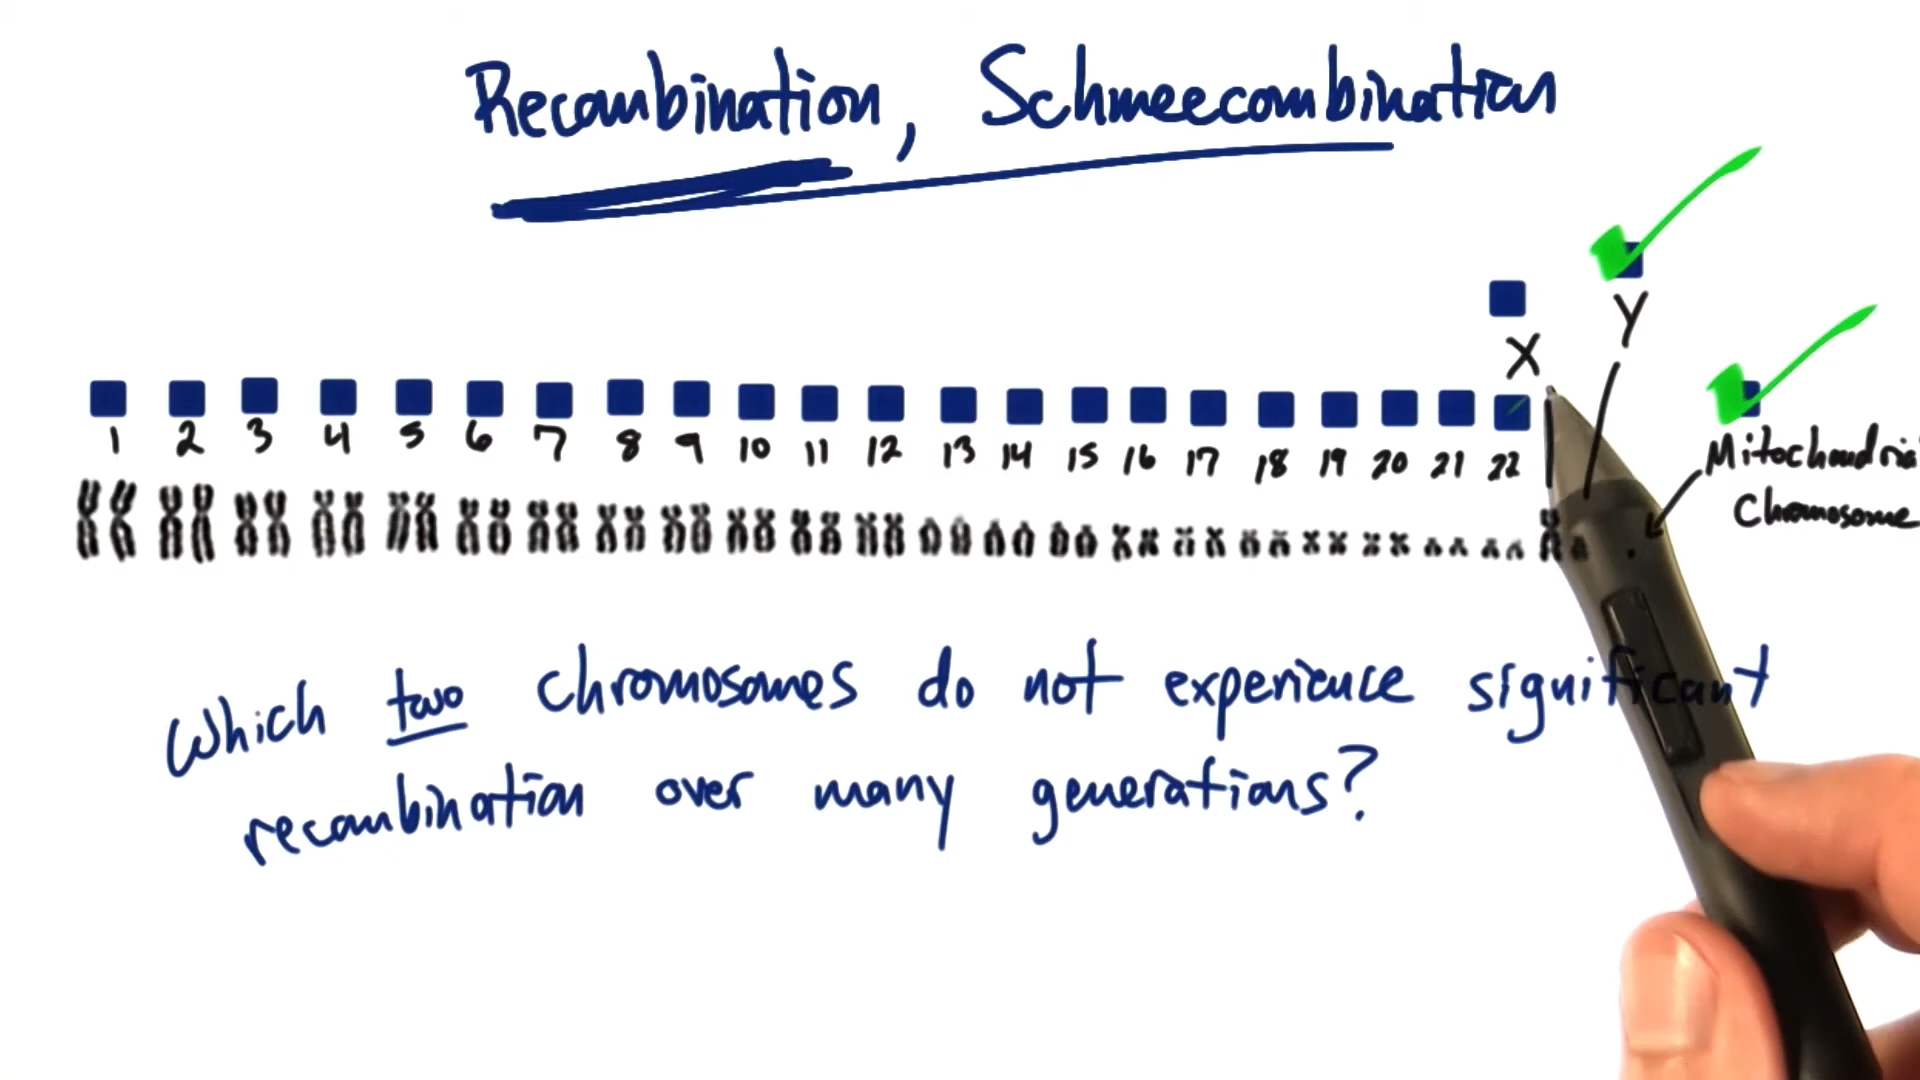 Recombination, Schmeecombination
Y
X
1 2 3 4 5 6 7 8 9 10 11 12 13 14 15 16 17 18 19 20 21 22
Mitochondria
Chromosome
Which two chromosomes do not experience significant
recombination over many generations?